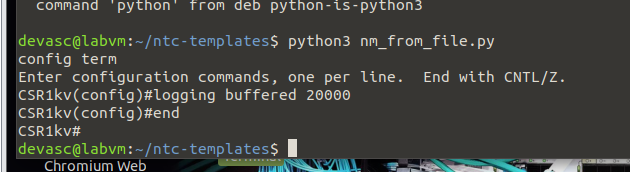 command 'python' from deb python-is-python3
devasc@labvm:~/ntc-templates$ python3 nm_from_file.py
config term
Enter configuration commands, one per line.  End with CNTL/Z.
CSR1kv(config)#logging buffered 20000
CSR1kv(config)#end
CSR1kv#
devasc@labvm:~/ntc-templates$
Chromium Web
Terminal